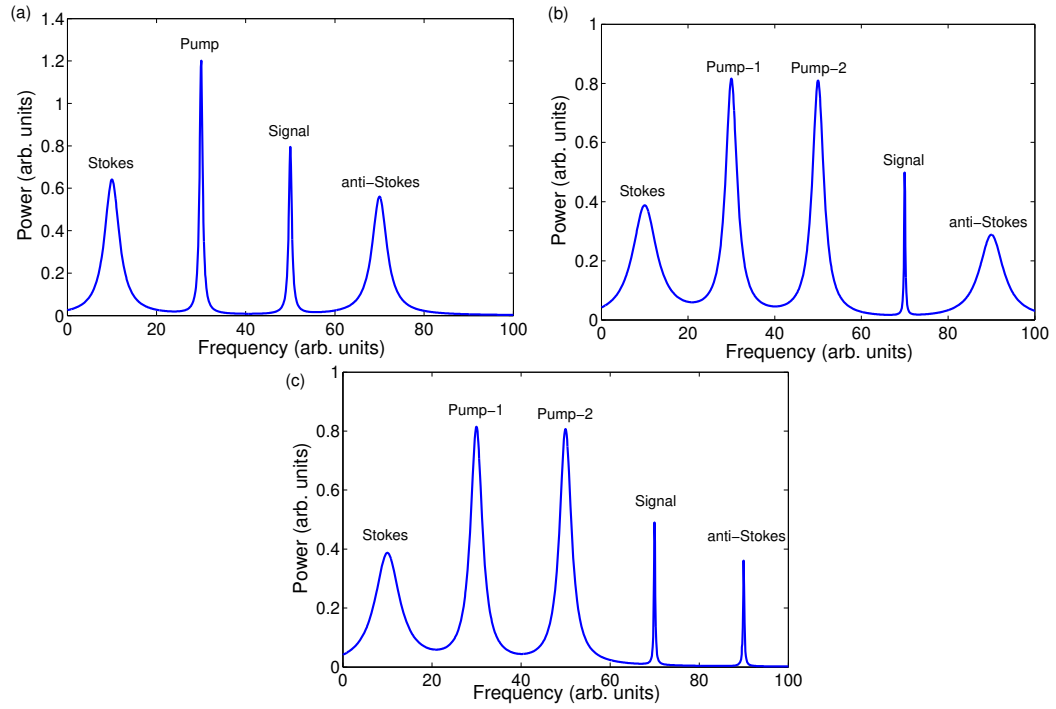 (a)
1.4
1.2
1
0.8
0.6
0.4
0.2
0
Power (arb. units)
Stokes
Pump
Signal
anti−Stokes
0 20 40 60 80 100
Frequency (arb. units)
(b)
1
0.8
0.6
0.4
0.2
0
Power (arb. units)
Stokes
Pump−1
Pump−2
Signal
anti−Stokes
0 20 40 60 80 100
Frequency (arb. units)
(c)
1
0.8
0.6
0.4
0.2
0
Power (arb. units)
Stokes
Pump−1
Pump−2
Signal
anti−Stokes
0 20 40 60 80 100
Frequency (arb. units)